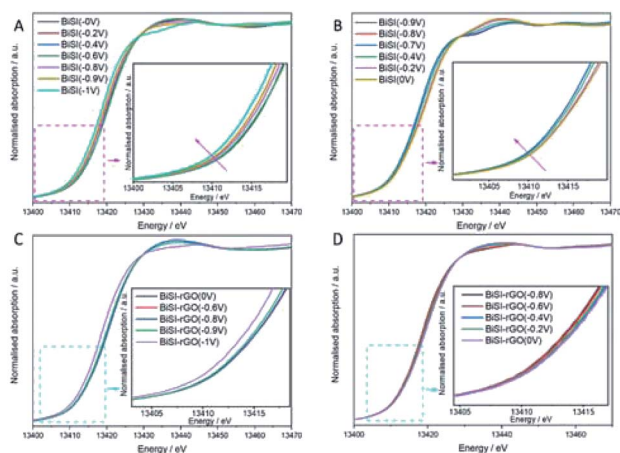 A
BiSI(-0V)
BiSI(-0.2V)
BiSI(-0.4V)
BiSI(-0.6V)
BiSI(-0.8V)
BiSI(-0.9V)
BiSI(-1V)
Normalised absorption / a.u.
Normalised absorption / a.u.
13400 13405 13410 13415
Energy / eV
13400 13410 13420 13430 13440 13450 13460 13470
Energy / eV
B
BiSI(-0.9V)
BiSI(-0.8V)
BiSI(-0.7V)
BiSI(-0.4V)
BiSI(-0.2V)
BiSI(0V)
Normalised absorption / a.u.
Normalised absorption / a.u.
13405 13410 13415
Energy / eV
13400 13410 13420 13430 13440 13450 13460 13470
Energy / eV
C
BiSI-rGO(0V)
BiSI-rGO(-0.6V)
BiSI-rGO(-0.8V)
BiSI-rGO(-0.9V)
BiSI-rGO(-1V)
Normalised absorption / a.u.
Normalised absorption / a.u.
13405 13410 13415
Energy / eV
13400 13410 13420 13430 13440 13450 13460 13470
Energy / eV
D
BiSI-rGO(-0.8V)
BiSI-rGO(-0.6V)
BiSI-rGO(-0.4V)
BiSI-rGO(-0.2V)
BiSI-rGO(0V)
Normalised absorption / a.u.
Normalised absorption / a.u.
13405 13410 13415
Energy / eV
13400 13420 13440 13460
Energy / eV